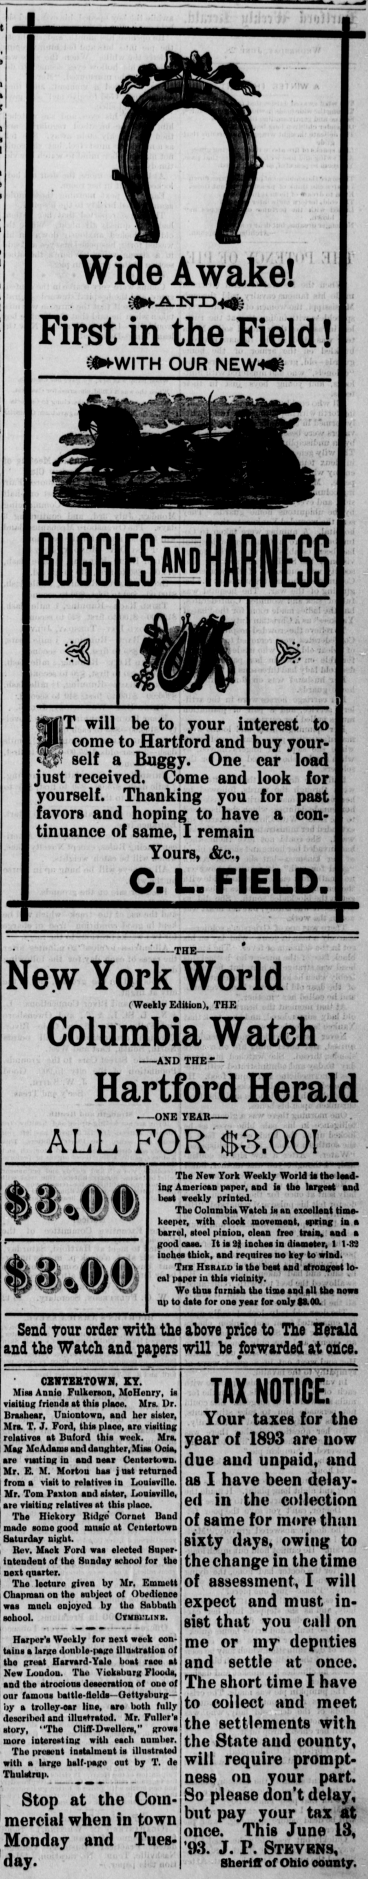 Wide Awake!
AND
First in the Field!
WITH OUR NEW
BUGGIES AND HARNESS
IT will be to your interest to
come to Hartford and buy your-
self a Buggy. One car load
just received. Come and look for
yourself. Thanking you for past
favors and hoping to have a con-
tinuance of same, I remain
Yours, &c.,
C. L. FIELD.
THE
New York World
(Weekly Edition), THE
Columbia Watch
—AND THE—
Hartford Herald
—ONE YEAR—
ALL FOR $3.00!
$3.00
$3.00
The New York Weekly World is the lead-
ing American paper, and is the largest and
best weekly printed.
The Columbia Watch is an excellent time-
keeper, with clock movement, spring in a
barrel, steel pinion, clean free train, and a
good case. It is 2½ inches in diameter, 1 1-32
inches thick, and requires no key to wind.
THE HERALD is the best and strongest lo-
cal paper in this vicinity.
We thus furnish the time and all the news
up to date for one year for only $3.00.
Send your order with the above price to The Herald
and the Watch and papers will be forwarded at once.
CENTERTOWN, KY.
Miss Annie Fulkerson, McHenry, is
visiting friends at this place. Mrs. Dr.
Brashear, Uniontown, and her sister,
Mrs. T. J. Ford, this place, are visiting
relatives at Buford this week. Mrs.
Mag McAdams and daughter, Miss Ocia,
are visiting in and near Centertown.
Mr. E. M. Morton has just returned
from a visit to relatives in Louisville.
Mr. Tom Paxton and sister, Louisville,
are visiting relatives at this place.
The Hickory Ridge Cornet Band
made some good music at Centertown
Saturday night.
Rev. Mack Ford was elected Super-
intendent of the Sunday school for the
next quarter.
The lecture given by Mr. Emmett
Chapman on the subject of Obedience
was much enjoyed by the Sabbath
school. CYMBELINE.
Harper's Weekly for next week con-
tains a large double-page illustration of
the great Harvard-Yale boat race at
New London. The Vicksburg Floods,
and the atrocious desecration of one of
our famous battle-fields—Gettysburg—
by a trolley-car line, are both fully
described and illustrated. Mr. Fuller's
story, "The Cliff-Dwellers," grows
more interesting with each number.
The present instalment is illustrated
with a large half-page cut by T. de
Thulstrup.
Stop at the Com-
mercial when in town
Monday and Tues-
day.
TAX NOTICE.
Your taxes for the
year of 1893 are now
due and unpaid, and
as I have been delay-
ed in the collection
of same for more than
sixty days, owing to
the change in the time
of assessment, I will
expect and must in-
sist that you call on
me or my deputies
and settle at once.
The short time I have
to collect and meet
the settlements with
the State and county,
will require prompt-
ness on your part.
So please don't delay,
but pay your tax at
once. This June 13,
'93. J. P. STEVENS,
Sheriff of Ohio county.